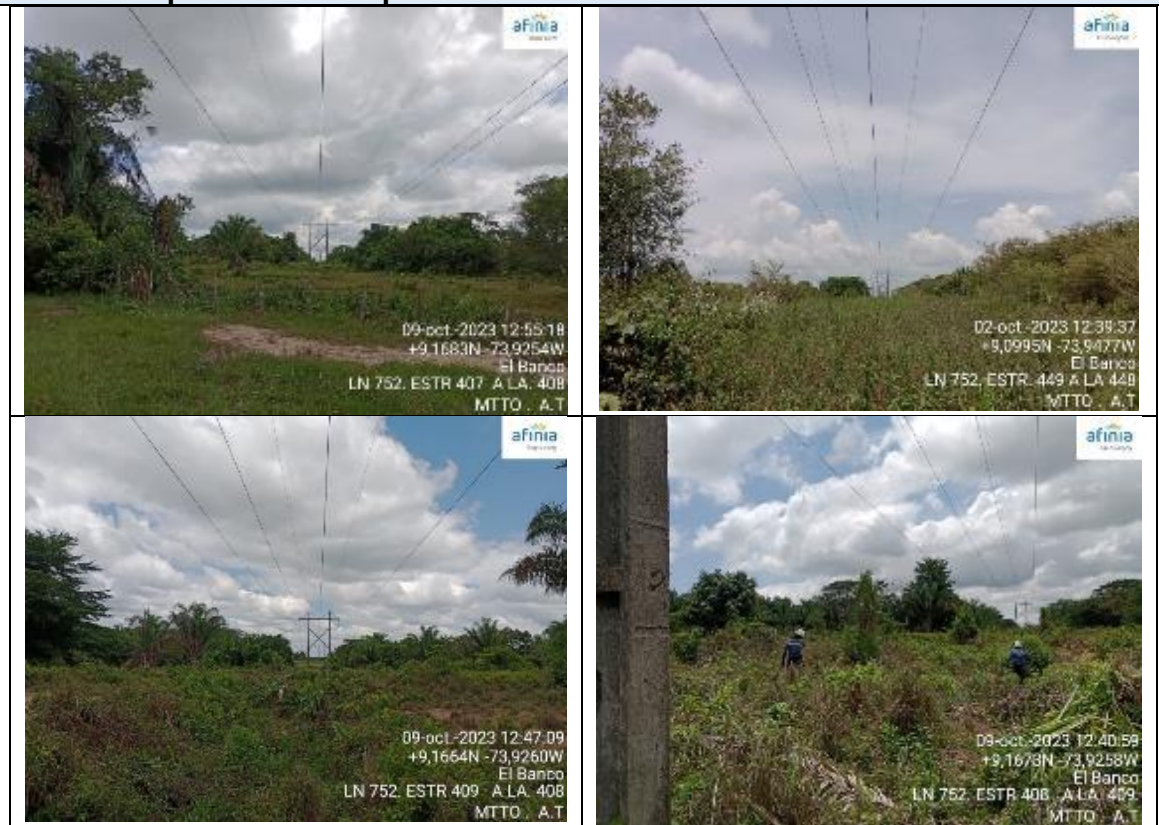 afinia
09-oct.-2023 12:55:18
+9,1683N -73,9254W
El Banco
LN 752. ESTR 407 A LA. 408
MTTO . A.T
afinia
02-oct.-2023 12:39:37
+9,0995N -73,9477W
El Banco
LN 752. ESTR. 449 A LA 448
MTTO . A.T
afinia
09-oct.-2023 12:47:09
+9,1664N -73,9260W
El Banco
LN 752. ESTR 409 A LA. 408
MTTO . A.T
afinia
09-oct.-2023 12:40:59
+9,1673N -73,9258W
El Banco
LN 752. ESTR 408 A LA. 409.
MTTO . A.T